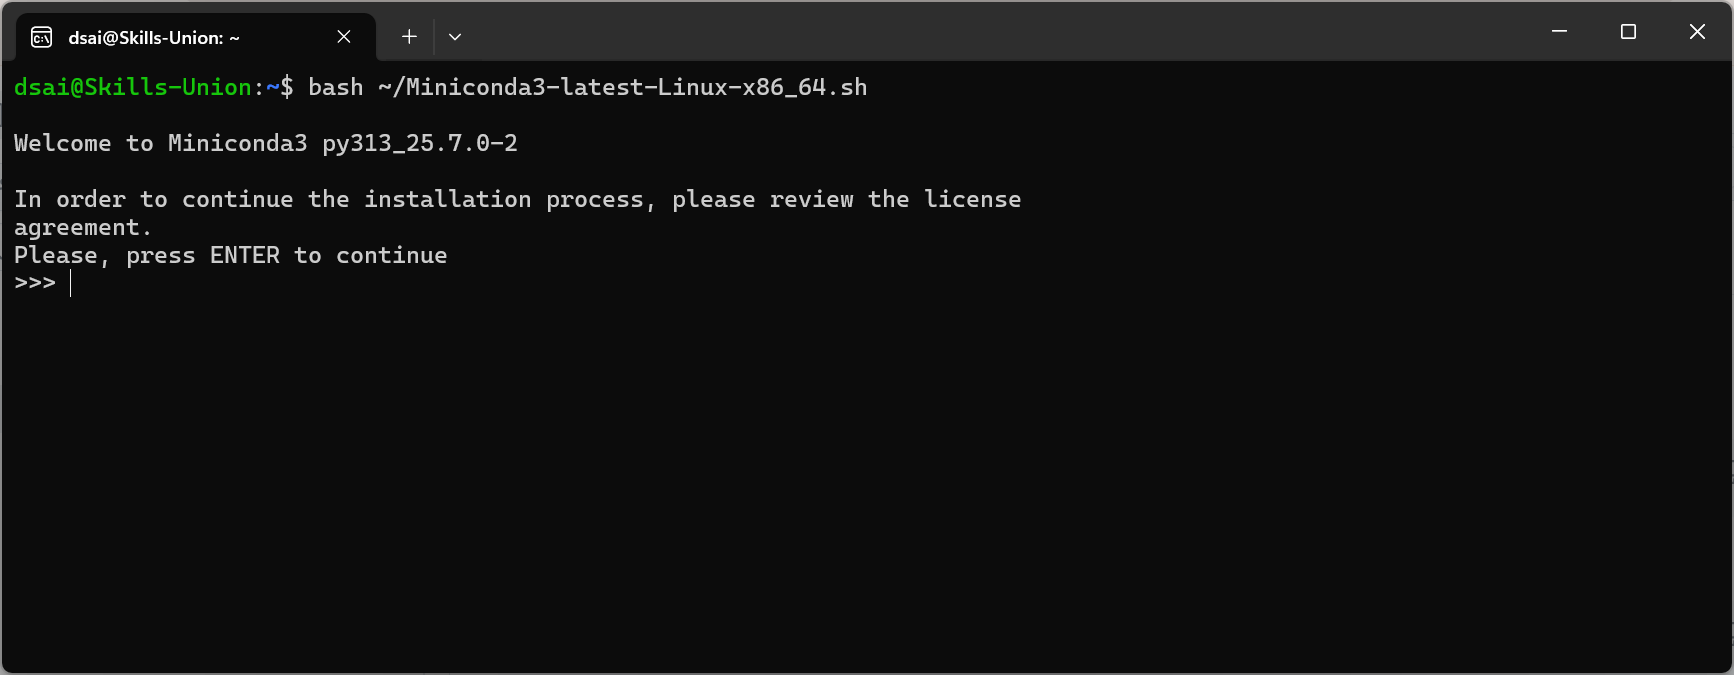 dsai@Skills-Union: ~
dsai@Skills-Union:~$ bash ~/Miniconda3-latest-Linux-x86_64.sh
Welcome to Miniconda3 py313_25.7.0-2
In order to continue the installation process, please review the license
agreement.
Please, press ENTER to continue
>>>